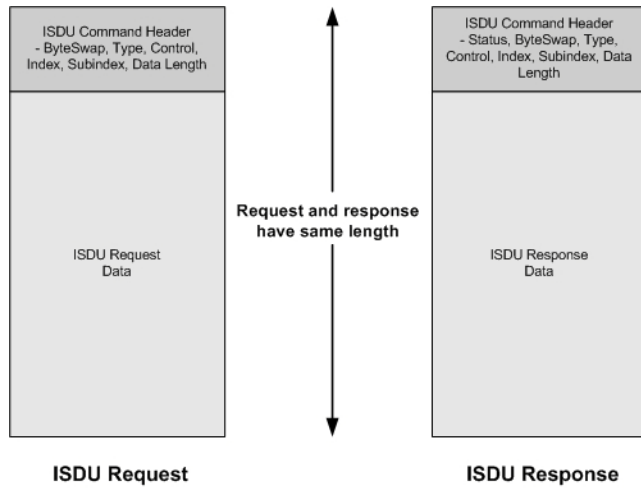 ISDU Command Header
- ByteSwap, Type, Control,
Index, Subindex, Data Length
ISDU Request
Data
ISDU Request
Request and response
have same length
ISDU Command Header
- Status, ByteSwap, Type,
Control, Index, Subindex, Data
Length
ISDU Response
Data
ISDU Response